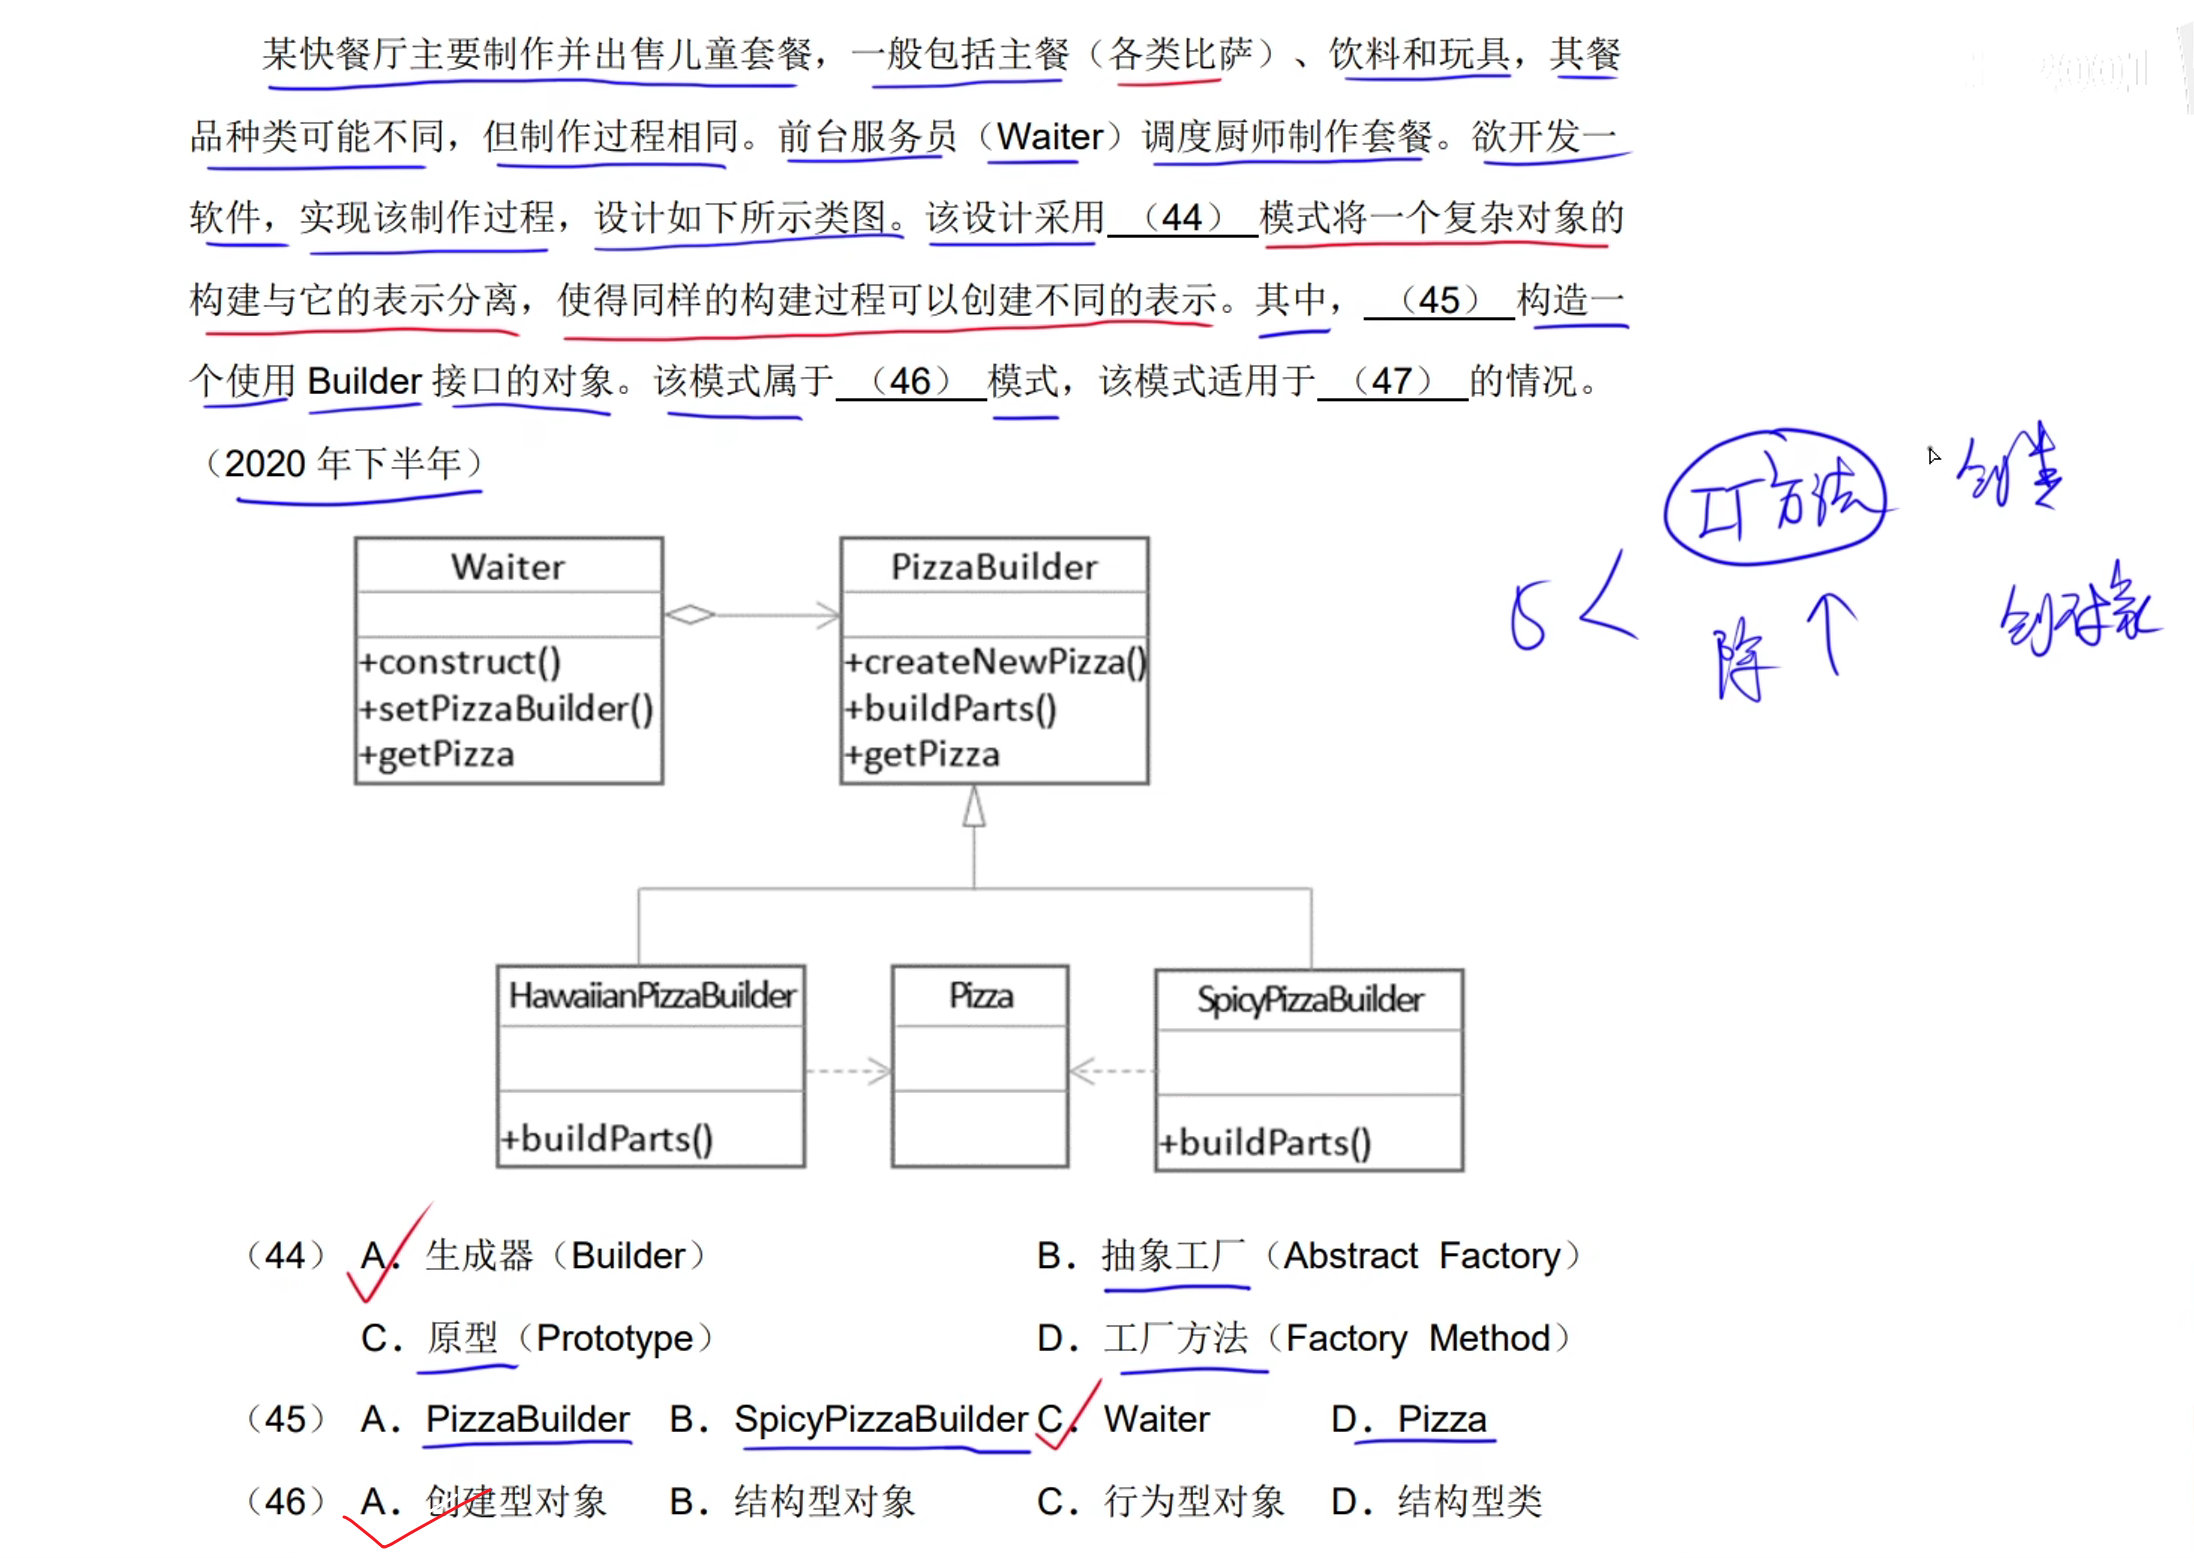 某快餐厅主要制作并出售儿童套餐，一般包括主餐（各类比萨）、饮料和玩具，其餐
品种类可能不同，但制作过程相同。前台服务员（Waiter）调度厨师制作套餐。欲开发一
软件，实现该制作过程，设计如下所示类图。该设计采用 （44） 模式将一个复杂对象的
构建与它的表示分离，使得同样的构建过程可以创建不同的表示。其中， （45） 构造一
个使用 Builder 接口的对象。该模式属于 （46） 模式，该模式适用于 （47） 的情况。
（2020 年下半年）
工厂方法 创类
5 < 除 ↑ 创对象
Waiter
+construct()
+setPizzaBuilder()
+getPizza
PizzaBuilder
+createNewPizza()
+buildParts()
+getPizza
HawaiianPizzaBuilder
+buildParts()
Pizza
SpicyPizzaBuilder
+buildParts()
（44） A. 生成器（Builder） B. 抽象工厂（Abstract Factory）
C. 原型（Prototype） D. 工厂方法（Factory Method）
（45） A. PizzaBuilder B. SpicyPizzaBuilder C. Waiter D. Pizza
（46） A. 创建型对象 B. 结构型对象 C. 行为型对象 D. 结构型类